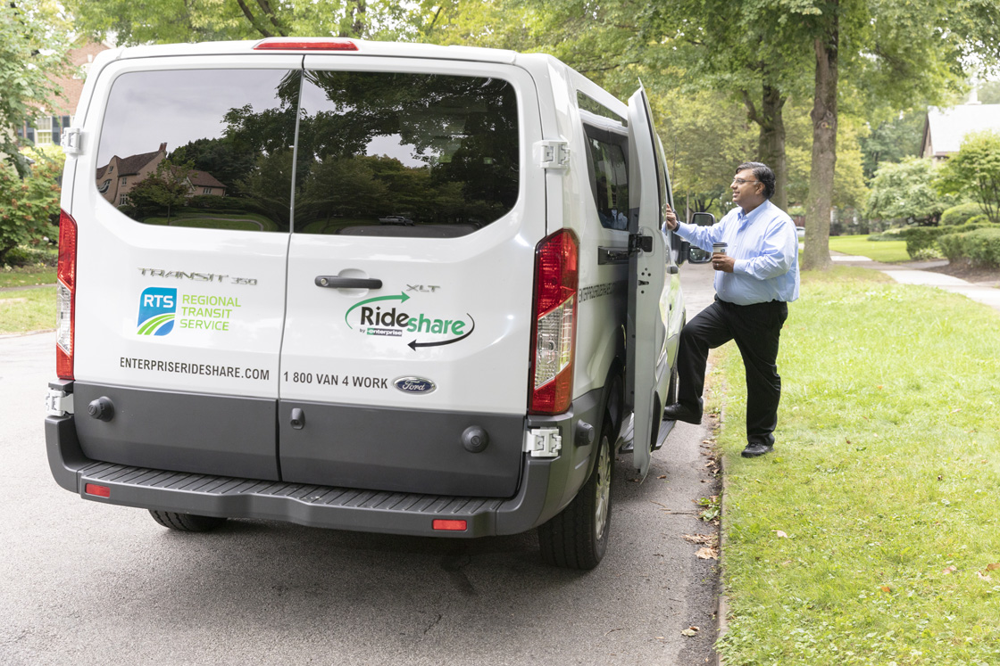 TRANSIT 350
XLT
RTS
REGIONAL
TRANSIT
SERVICE
Rideshare
by enterprise
ENTERPRISERIDESHARE.COM
1 800 VAN 4 WORK
Ford